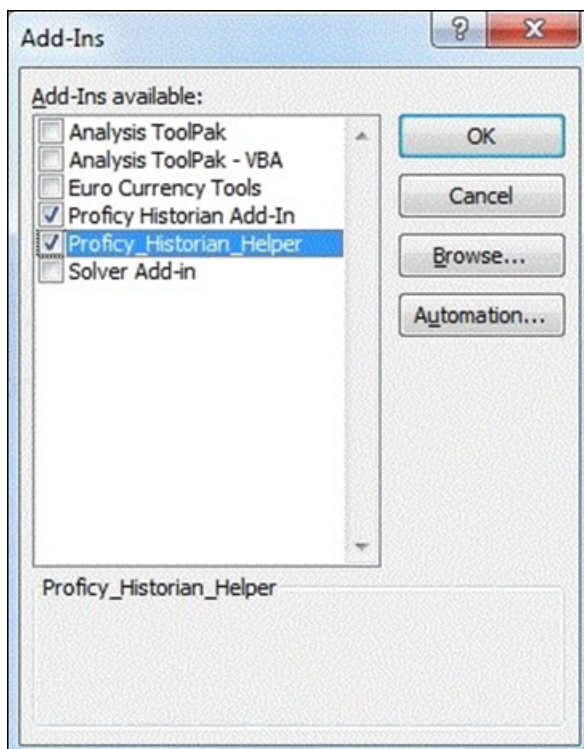 Add-Ins
Add-Ins available:
Analysis ToolPak
Analysis ToolPak - VBA
Euro Currency Tools
Proficy Historian Add-In
Proficy_Historian_Helper
Solver Add-in
OK
Cancel
Browse...
Automation...
Proficy_Historian_Helper